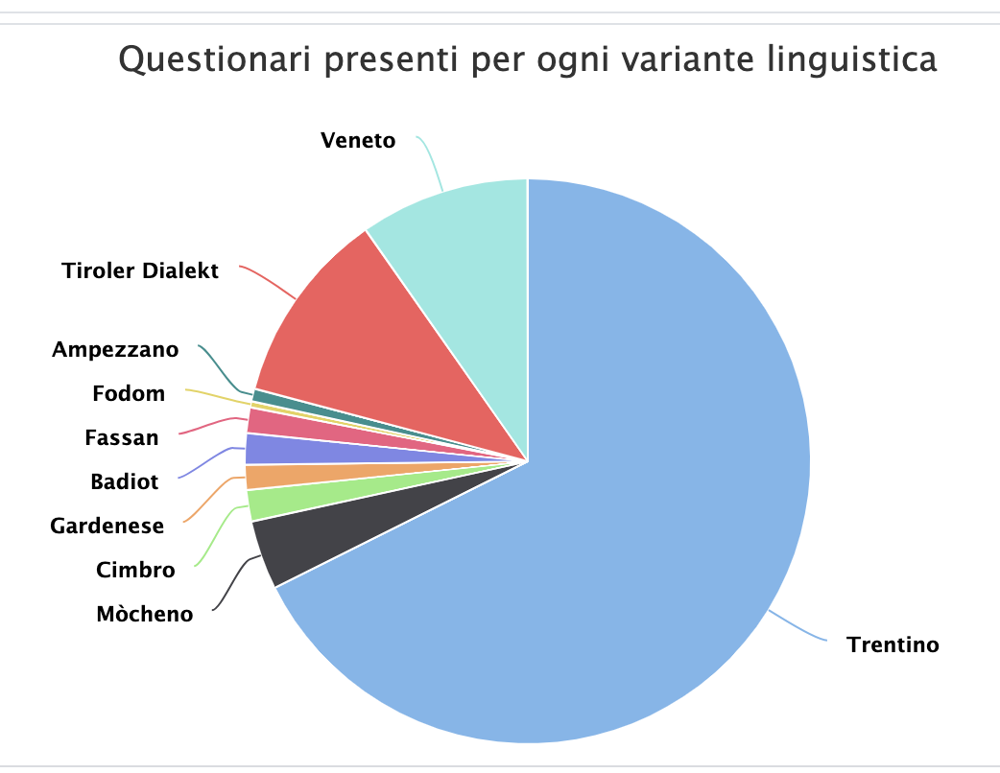 Questionari presenti per ogni variante linguistica
Veneto
Tiroler Dialekt
Ampezzano
Fodom
Fassan
Badiot
Gardenese
Cimbro
Mòcheno
Trentino